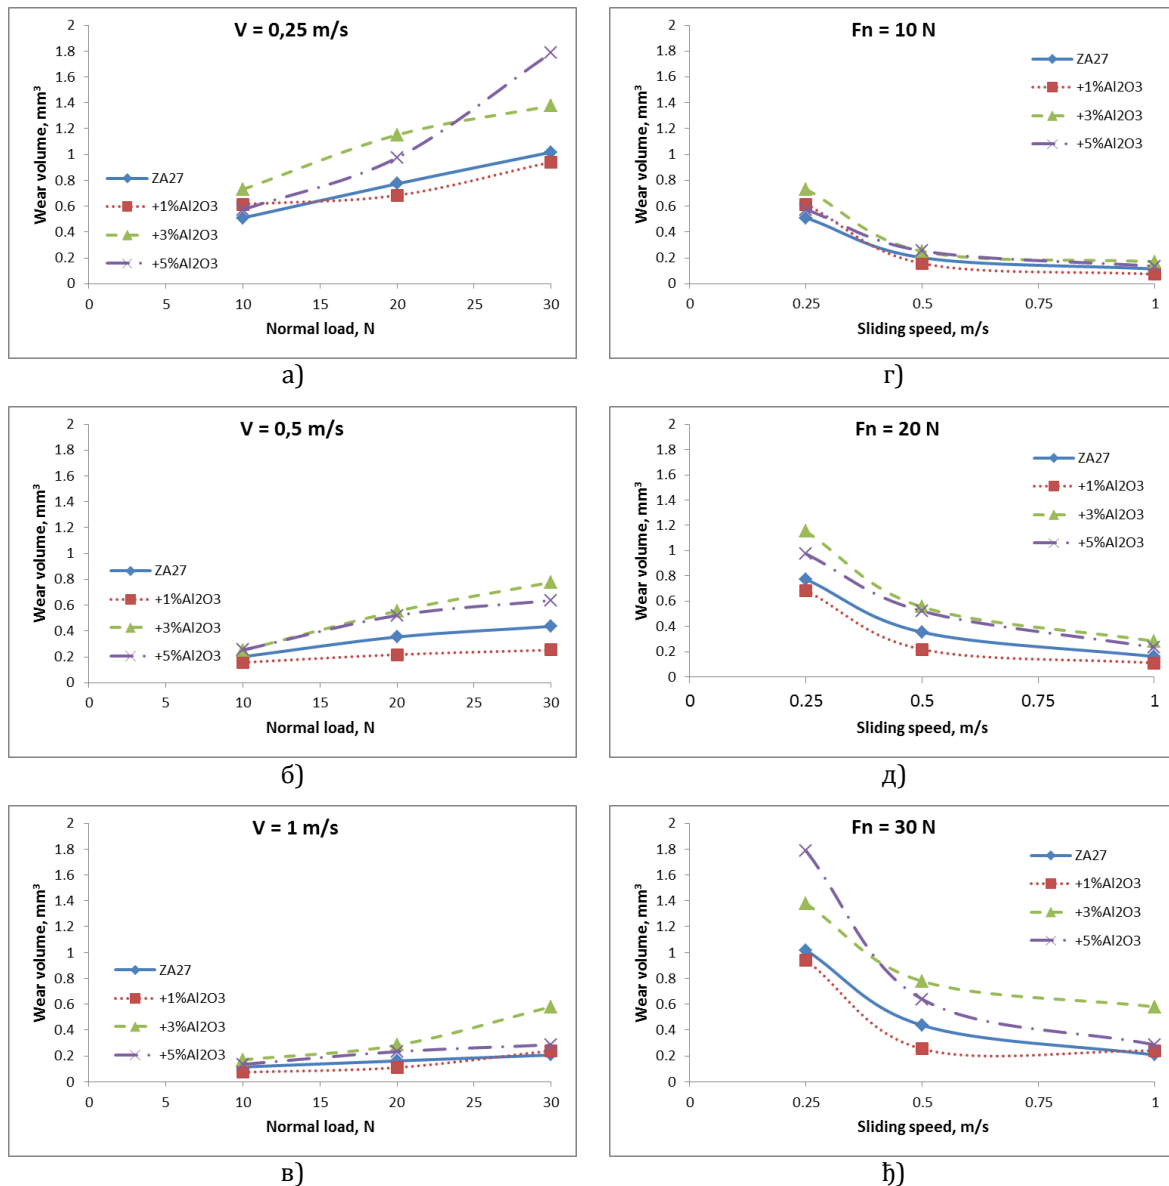 V = 0,25 m/s
Wear volume, mm³
2
1.8
1.6
1.4
1.2
1
0.8
0.6
0.4
0.2
0
ZA27
+1%Al2O3
+3%Al2O3
+5%Al2O3
0 5 10 15 20 25 30
Normal load, N
а)
Fn = 10 N
Wear volume, mm³
2
1.8
1.6
1.4
1.2
1
0.8
0.6
0.4
0.2
0
ZA27
+1%Al2O3
+3%Al2O3
+5%Al2O3
0 0.25 0.5 0.75 1
Sliding speed, m/s
г)
V = 0,5 m/s
Wear volume, mm³
2
1.8
1.6
1.4
1.2
1
0.8
0.6
0.4
0.2
0
ZA27
+1%Al2O3
+3%Al2O3
+5%Al2O3
0 5 10 15 20 25 30
Normal load, N
б)
Fn = 20 N
Wear volume, mm³
2
1.8
1.6
1.4
1.2
1
0.8
0.6
0.4
0.2
0
ZA27
+1%Al2O3
+3%Al2O3
+5%Al2O3
0 0.25 0.5 0.75 1
Sliding speed, m/s
д)
V = 1 m/s
Wear volume, mm³
2
1.8
1.6
1.4
1.2
1
0.8
0.6
0.4
0.2
0
ZA27
+1%Al2O3
+3%Al2O3
+5%Al2O3
0 5 10 15 20 25 30
Normal load, N
в)
Fn = 30 N
Wear volume, mm³
2
1.8
1.6
1.4
1.2
1
0.8
0.6
0.4
0.2
0
ZA27
+1%Al2O3
+3%Al2O3
+5%Al2O3
0 0.25 0.5 0.75 1
Sliding speed, m/s
ђ)